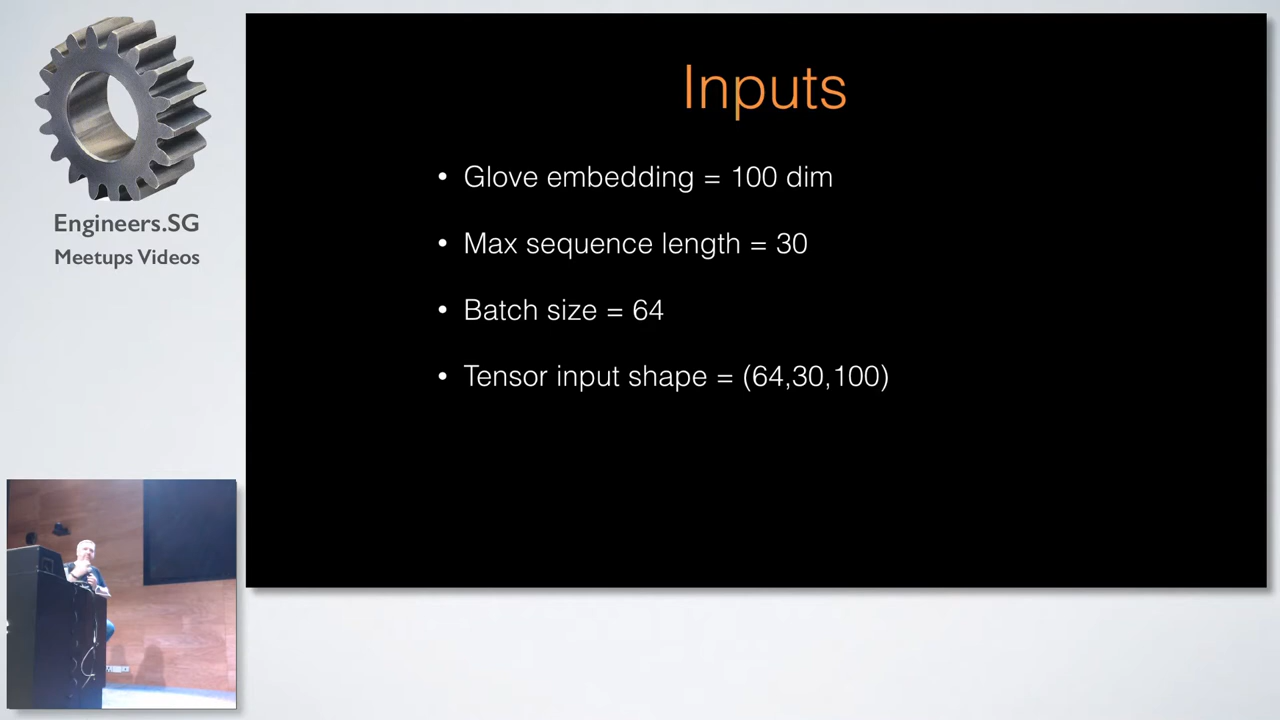 Engineers.SG
Meetups Videos
Inputs
• Glove embedding = 100 dim
• Max sequence length = 30
• Batch size = 64
• Tensor input shape = (64,30,100)